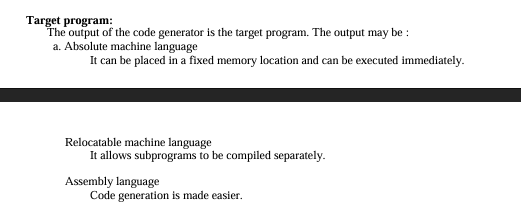 Target program:
The output of the code generator is the target program. The output may be :
a. Absolute machine language
It can be placed in a fixed memory location and can be executed immediately.
Relocatable machine language
It allows subprograms to be compiled separately.
Assembly language
Code generation is made easier.